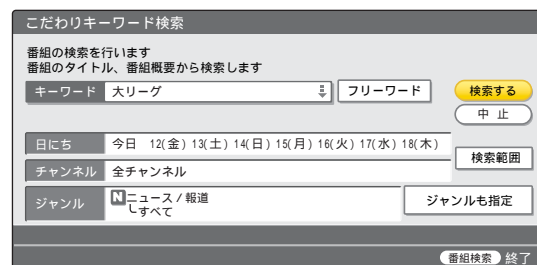 こだわりキーワード検索
番組の検索を行います
番組のタイトル、番組概要から検索します
キーワード 大リーグ フリーワード 検索する
中 止
日にち 今日 12(金) 13(土) 14(日) 15(月) 16(火) 17(水) 18(木)
検索範囲
チャンネル 全チャンネル
ジャンル N ニュース / 報道
すべて
ジャンルも指定
番組検索 終了